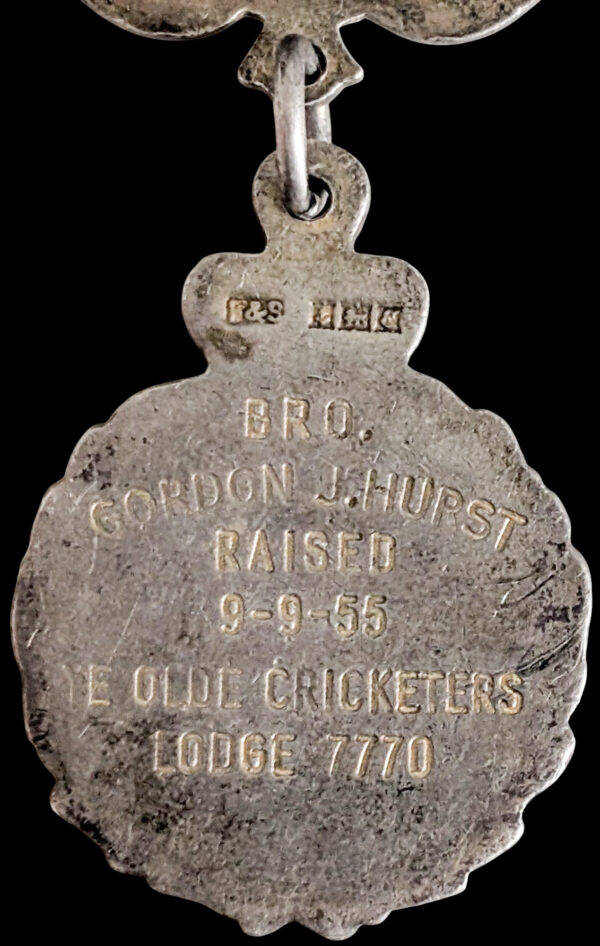 F&S
BRO.
GORDON J. HURST
RAISED
9-9-55
YE OLDE CRICKETERS
LODGE 7770